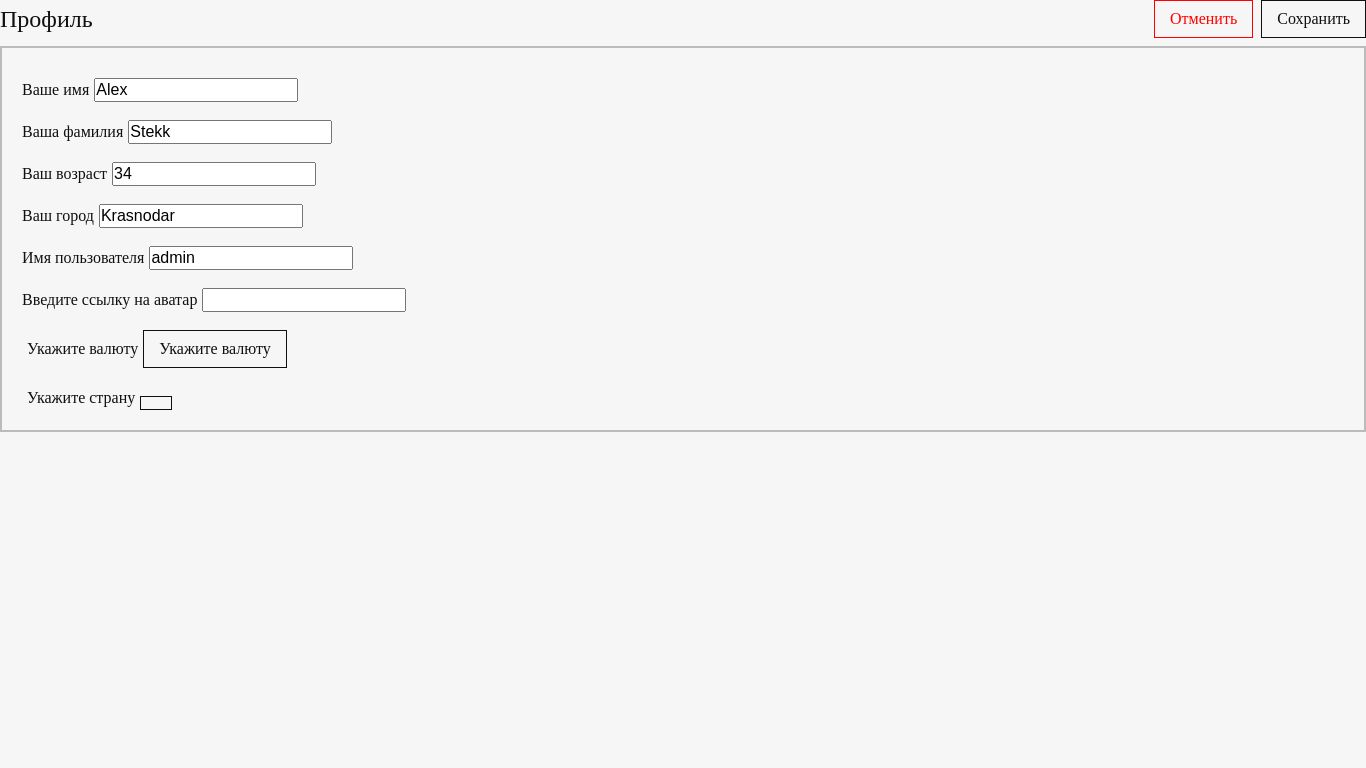 Профиль
Отменить
Сохранить
Ваше имя Alex
Ваша фамилия Stekk
Ваш возраст 34
Ваш город Krasnodar
Имя пользователя admin
Введите ссылку на аватар
Укажите валюту Укажите валюту
Укажите страну